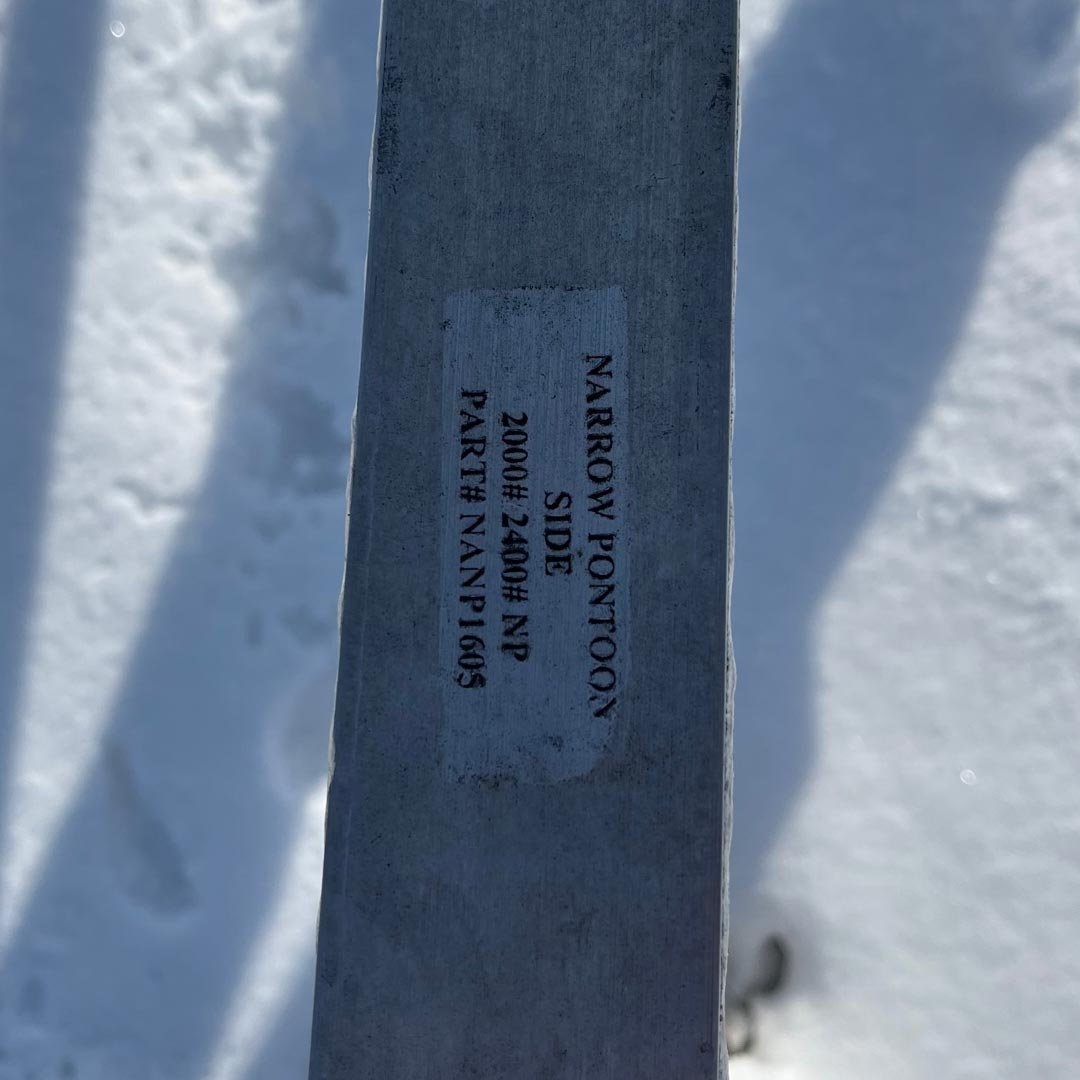 NARROW PONTOON
SIDE
2000# 2400# NP
PART# NANP1605